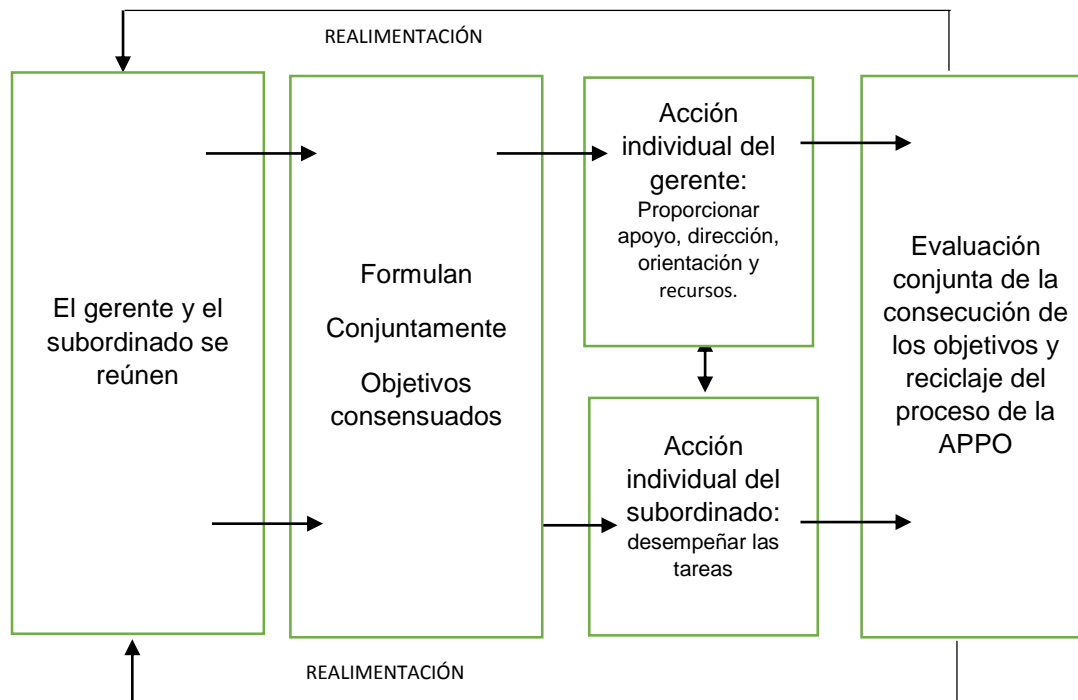 REALIMENTACIÓN
El gerente y el
subordinado se
reúnen
Formulan
Conjuntamente
Objetivos
consensuados
Acción
individual del
gerente:
Proporcionar
apoyo, dirección,
orientación y
recursos.
Acción
individual del
subordinado:
desempeñar las
tareas
Evaluación
conjunta de la
consecución de
los objetivos y
reciclaje del
proceso de la
APPO
REALIMENTACIÓN